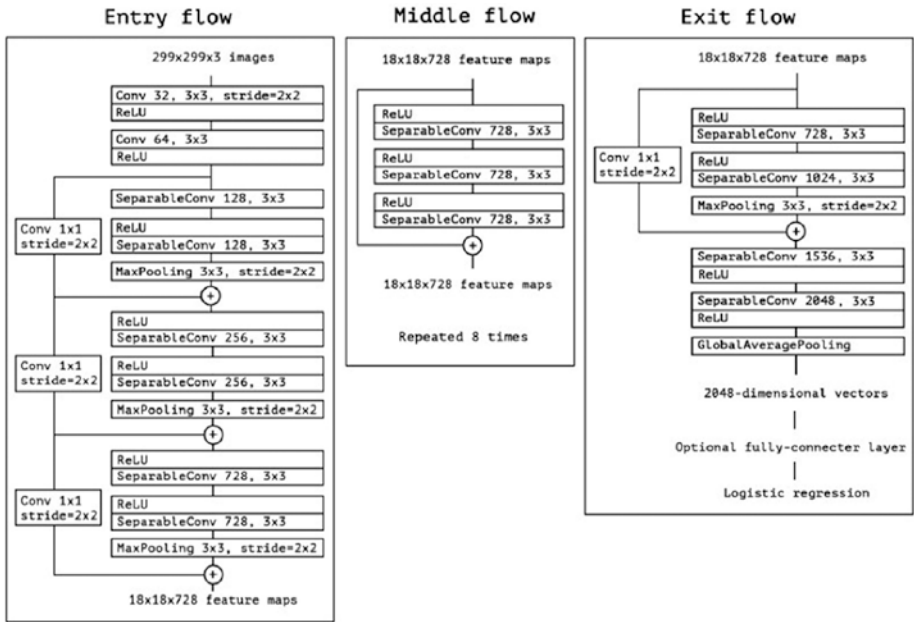 Entry flow
299x299x3 images
Conv 32, 3x3, stride=2x2
ReLU
Conv 64, 3x3
ReLU
SeparableConv 128, 3x3
Conv 1x1
stride=2x2
ReLU
SeparableConv 128, 3x3
MaxPooling 3x3, stride=2x2
+
ReLU
SeparableConv 256, 3x3
Conv 1x1
stride=2x2
ReLU
SeparableConv 256, 3x3
MaxPooling 3x3, stride=2x2
+
ReLU
SeparableConv 728, 3x3
Conv 1x1
stride=2x2
ReLU
SeparableConv 728, 3x3
MaxPooling 3x3, stride=2x2
+
18x18x728 feature maps
Middle flow
18x18x728 feature maps
ReLU
SeparableConv 728, 3x3
ReLU
SeparableConv 728, 3x3
ReLU
SeparableConv 728, 3x3
+
18x18x728 feature maps
Repeated 8 times
Exit flow
18x18x728 feature maps
ReLU
SeparableConv 728, 3x3
Conv 1x1
stride=2x2
ReLU
SeparableConv 1024, 3x3
MaxPooling 3x3, stride=2x2
+
SeparableConv 1536, 3x3
ReLU
SeparableConv 2048, 3x3
ReLU
GlobalAveragePooling
2048-dimensional vectors
Optional fully-connecter layer
Logistic regression